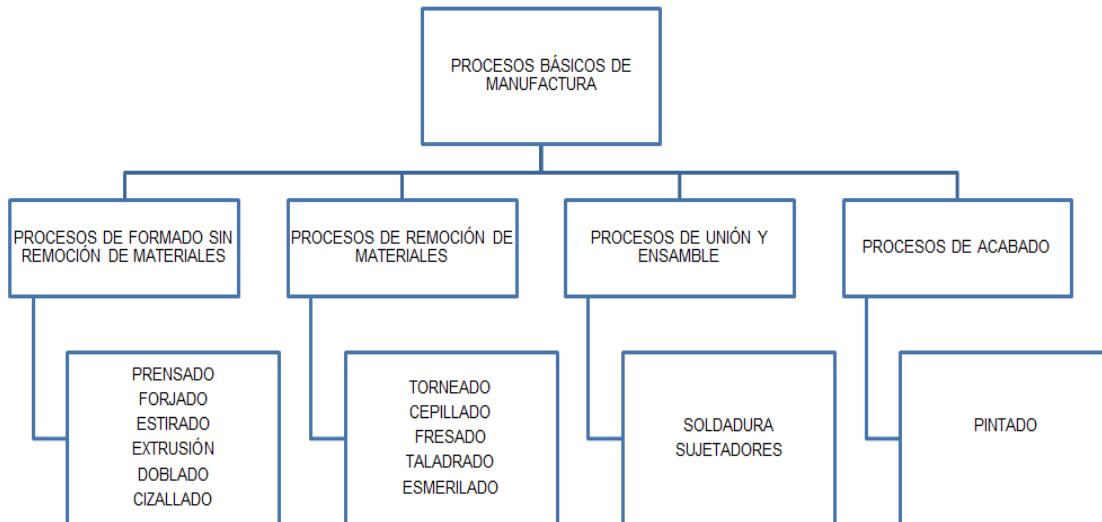 PROCESOS BÁSICOS DE
MANUFACTURA
PROCESOS DE FORMADO SIN
REMOCIÓN DE MATERIALES
PROCESOS DE REMOCIÓN DE
MATERIALES
PROCESOS DE UNIÓN Y
ENSAMBLE
PROCESOS DE ACABADO
PRENSADO
FORJADO
ESTIRADO
EXTRUSIÓN
DOBLADO
CIZALLADO
TORNEADO
CEPILLADO
FRESADO
TALADRADO
ESMERILADO
SOLDADURA
SUJETADORES
PINTADO